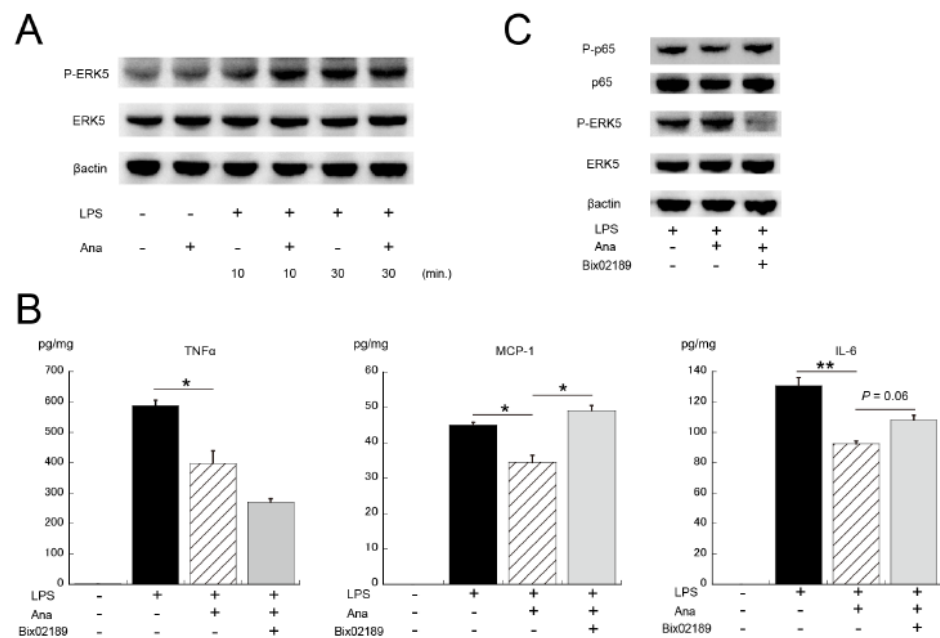 A
P-ERK5
ERK5
βactin
LPS - - + + + +
Ana - + - + - +
10 10 30 30 (min.)
C
P-p65
p65
P-ERK5
ERK5
βactin
LPS + + +
Ana - + +
Bix02189 - - +
B
pg/mg
TNFα
700
600
500
400
300
200
100
0
*
LPS - + + +
Ana - - + +
Bix02189 - - - +
pg/mg
MCP-1
60
50
40
30
20
10
0
* *
LPS - + + +
Ana - - + +
Bix02189 - - - +
pg/mg
IL-6
140
120
100
80
60
40
20
0
**
P = 0.06
LPS - + + +
Ana - - + +
Bix02189 - - - +